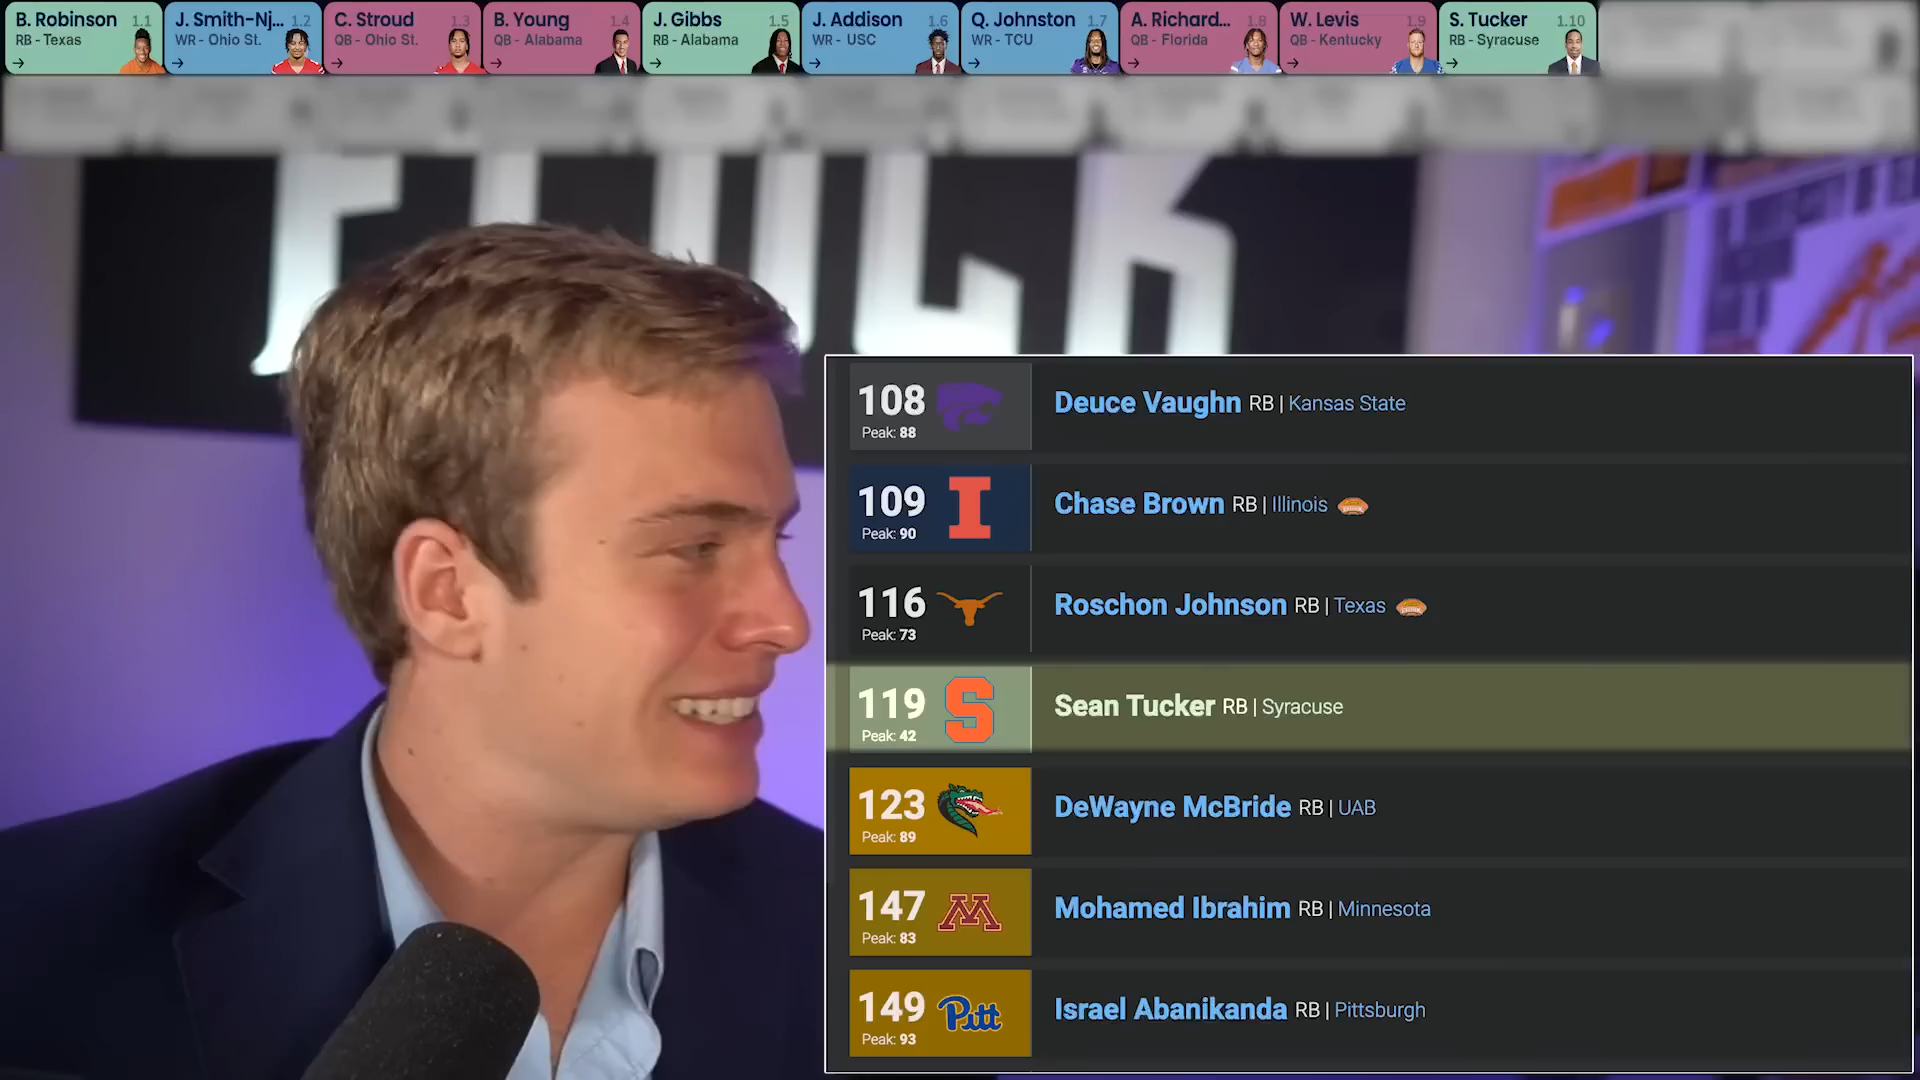 B. Robinson 1.1
RB - Texas
J. Smith-Nj... 1.2
WR - Ohio St.
C. Stroud 1.3
QB - Ohio St.
B. Young 1.4
QB - Alabama
J. Gibbs 1.5
RB - Alabama
J. Addison 1.6
WR - USC
Q. Johnston 1.7
WR - TCU
A. Richard... 1.8
QB - Florida
W. Levis 1.9
QB - Kentucky
S. Tucker 1.10
RB - Syracuse
FLOCK
108 Deuce Vaughn RB | Kansas State
Peak: 88
109 Chase Brown RB | Illinois
Peak: 90
116 Roschon Johnson RB | Texas
Peak: 73
119 Sean Tucker RB | Syracuse
Peak: 42
123 DeWayne McBride RB | UAB
Peak: 89
147 Mohamed Ibrahim RB | Minnesota
Peak: 83
149 Pitt Israel Abanikanda RB | Pittsburgh
Peak: 93